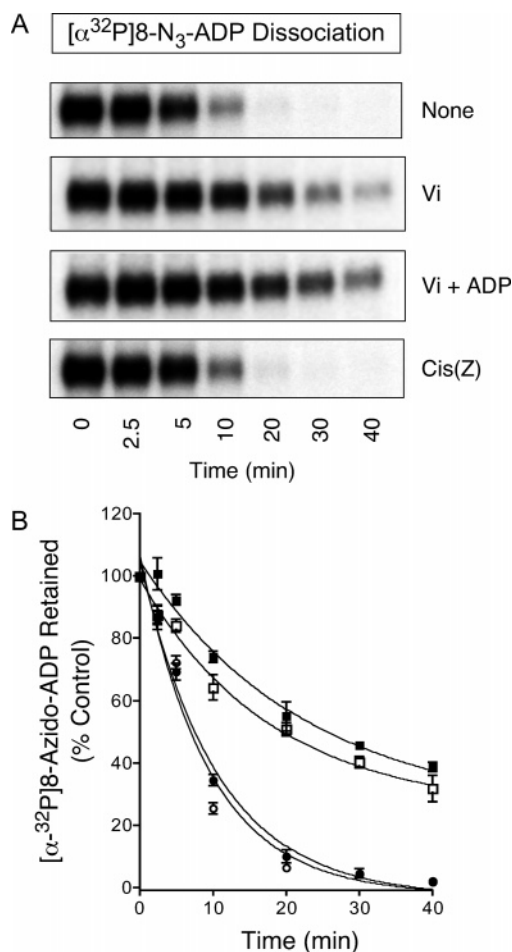 A
[α³²P]8-N₃-ADP Dissociation
None
Vi
Vi + ADP
Cis(Z)
0 2.5 5 10 20 30 40
Time (min)
B
[α-³²P]8-Azido-ADP Retained
(% Control)
120
100
80
60
40
20
0
0 10 20 30 40
Time (min)